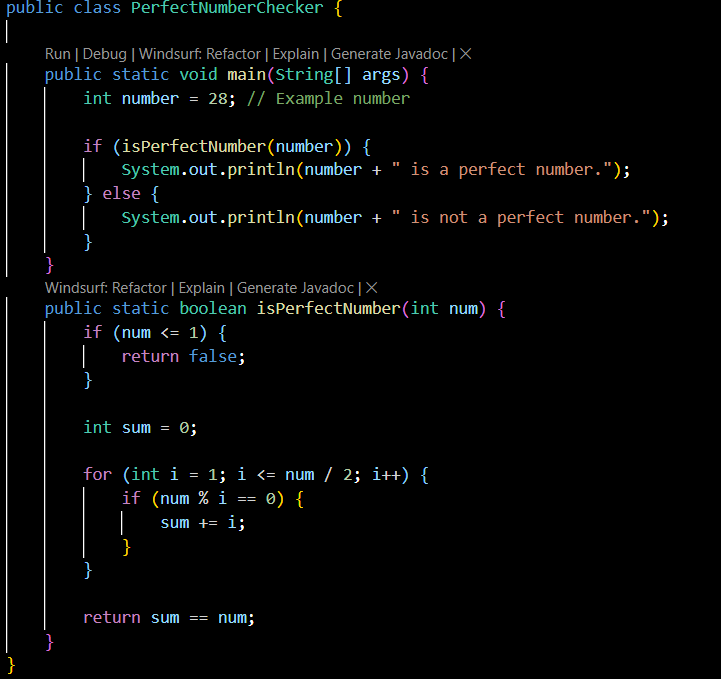 public class PerfectNumberChecker {
Run | Debug | Windsurf: Refactor | Explain | Generate Javadoc | ✕
public static void main(String[] args) {
int number = 28; // Example number
if (isPerfectNumber(number)) {
System.out.println(number + " is a perfect number.");
} else {
System.out.println(number + " is not a perfect number.");
}
}
Windsurf: Refactor | Explain | Generate Javadoc | ✕
public static boolean isPerfectNumber(int num) {
if (num <= 1) {
return false;
}
int sum = 0;
for (int i = 1; i <= num / 2; i++) {
if (num % i == 0) {
sum += i;
}
}
return sum == num;
}
}